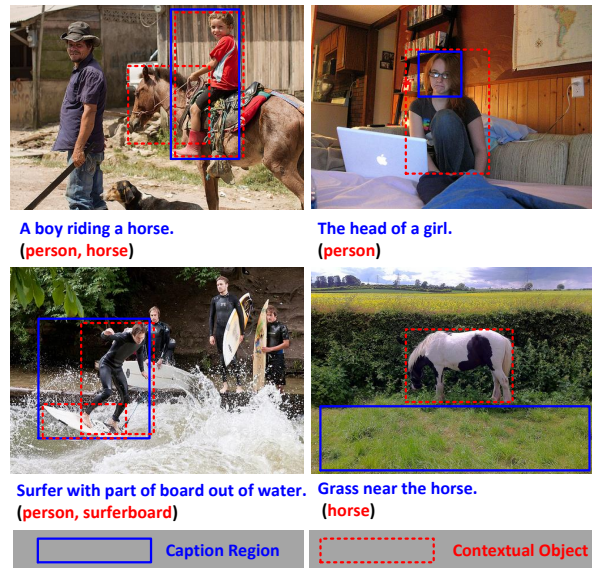 A boy riding a horse.
(person, horse)
The head of a girl.
(person)
Surfer with part of board out of water.
(person, surferboard)
Grass near the horse.
(horse)
Caption Region
Contextual Object